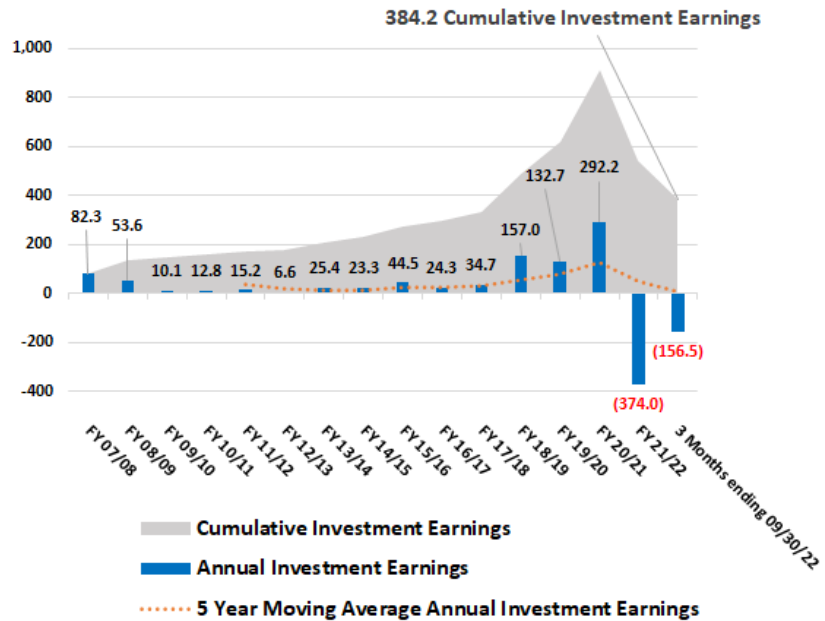 384.2 Cumulative Investment Earnings
1,000
800
600
400
200
0
-200
-400
82.3
53.6
10.1
12.8
15.2
6.6
25.4
23.3
44.5
24.3
34.7
157.0
132.7
292.2
(374.0)
(156.5)
FY 07/08
FY 08/09
FY 09/10
FY 10/11
FY 11/12
FY 12/13
FY 13/14
FY 14/15
FY 15/16
FY 16/17
FY 17/18
FY 18/19
FY 19/20
FY 20/21
FY 21/22
3 Months ending 09/30/22
Cumulative Investment Earnings
Annual Investment Earnings
5 Year Moving Average Annual Investment Earnings